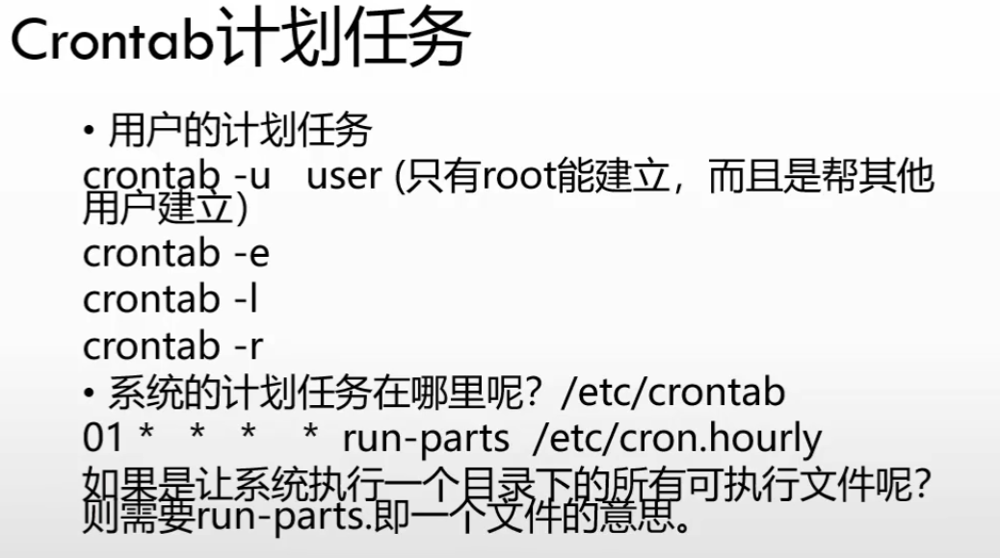 Crontab计划任务
• 用户的计划任务
crontab -u user (只有root能建立，而且是帮其他
用户建立）
crontab -e
crontab -l
crontab -r
• 系统的计划任务在哪里呢？/etc/crontab
01 * * * * run-parts /etc/cron.hourly
如果是让系统执行一个目录下的所有可执行文件呢？
则需要run-parts.即一个文件的意思。